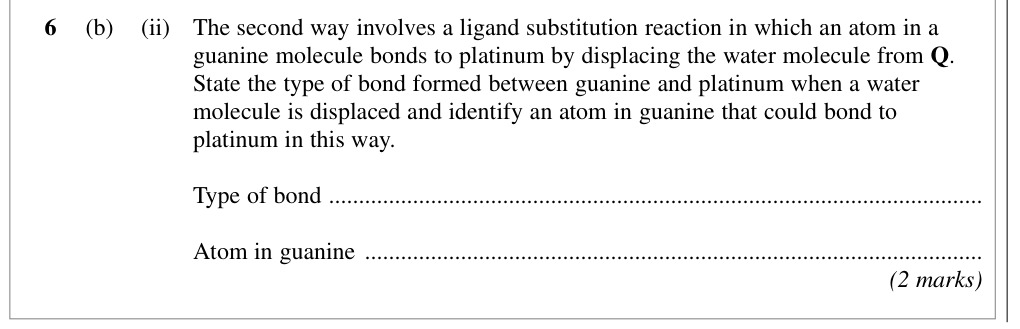 6 (b) (ii) The second way involves a ligand substitution reaction in which an atom in a
guanine molecule bonds to platinum by displacing the water molecule from Q.
State the type of bond formed between guanine and platinum when a water
molecule is displaced and identify an atom in guanine that could bond to
platinum in this way.
Type of bond ..............................................................................................................
Atom in guanine ........................................................................................................
(2 marks)